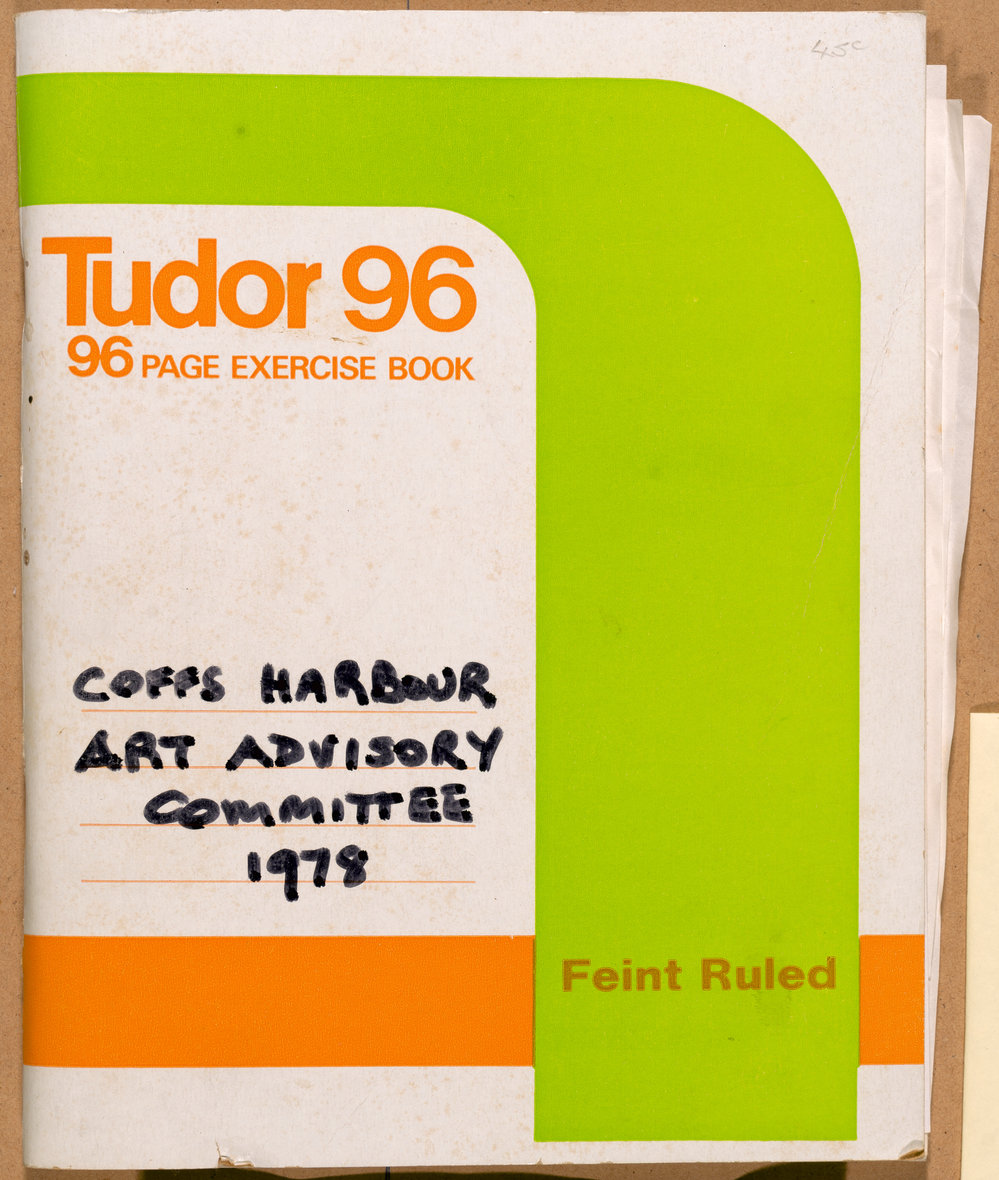 45c
Tudor 96
96 PAGE EXERCISE BOOK
COFFS HARBOUR
ART ADVISORY
COMMITTEE
1978
Feint Ruled